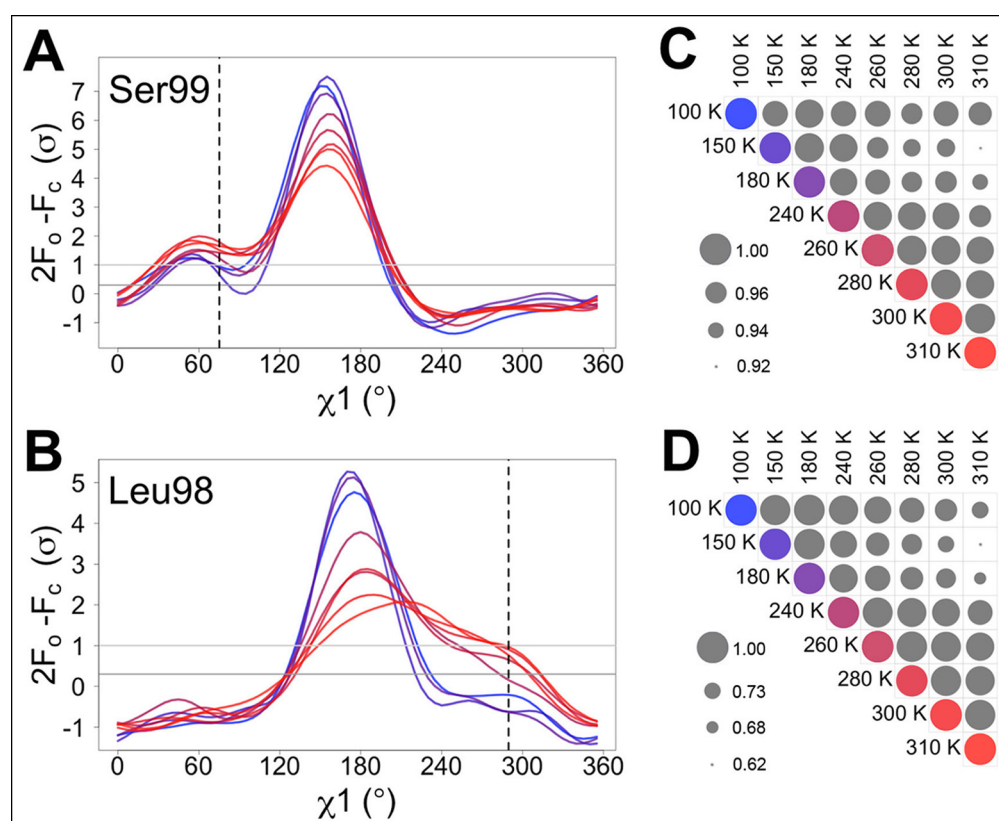 A
Ser99
2Fo -Fc (σ)
7
6
5
4
3
2
1
0
-1
0 60 120 180 240 300 360
χ1 (°)
C
100 K 150 K 180 K 240 K 260 K 280 K 300 K 310 K
100 K
150 K
180 K
240 K
1.00 260 K
0.96 280 K
0.94 300 K
0.92 310 K
B
Leu98
2Fo -Fc (σ)
5
4
3
2
1
0
-1
0 60 120 180 240 300 360
χ1 (°)
D
100 K 150 K 180 K 240 K 260 K 280 K 300 K 310 K
100 K
150 K
180 K
240 K
1.00 260 K
0.73 280 K
0.68 300 K
0.62 310 K